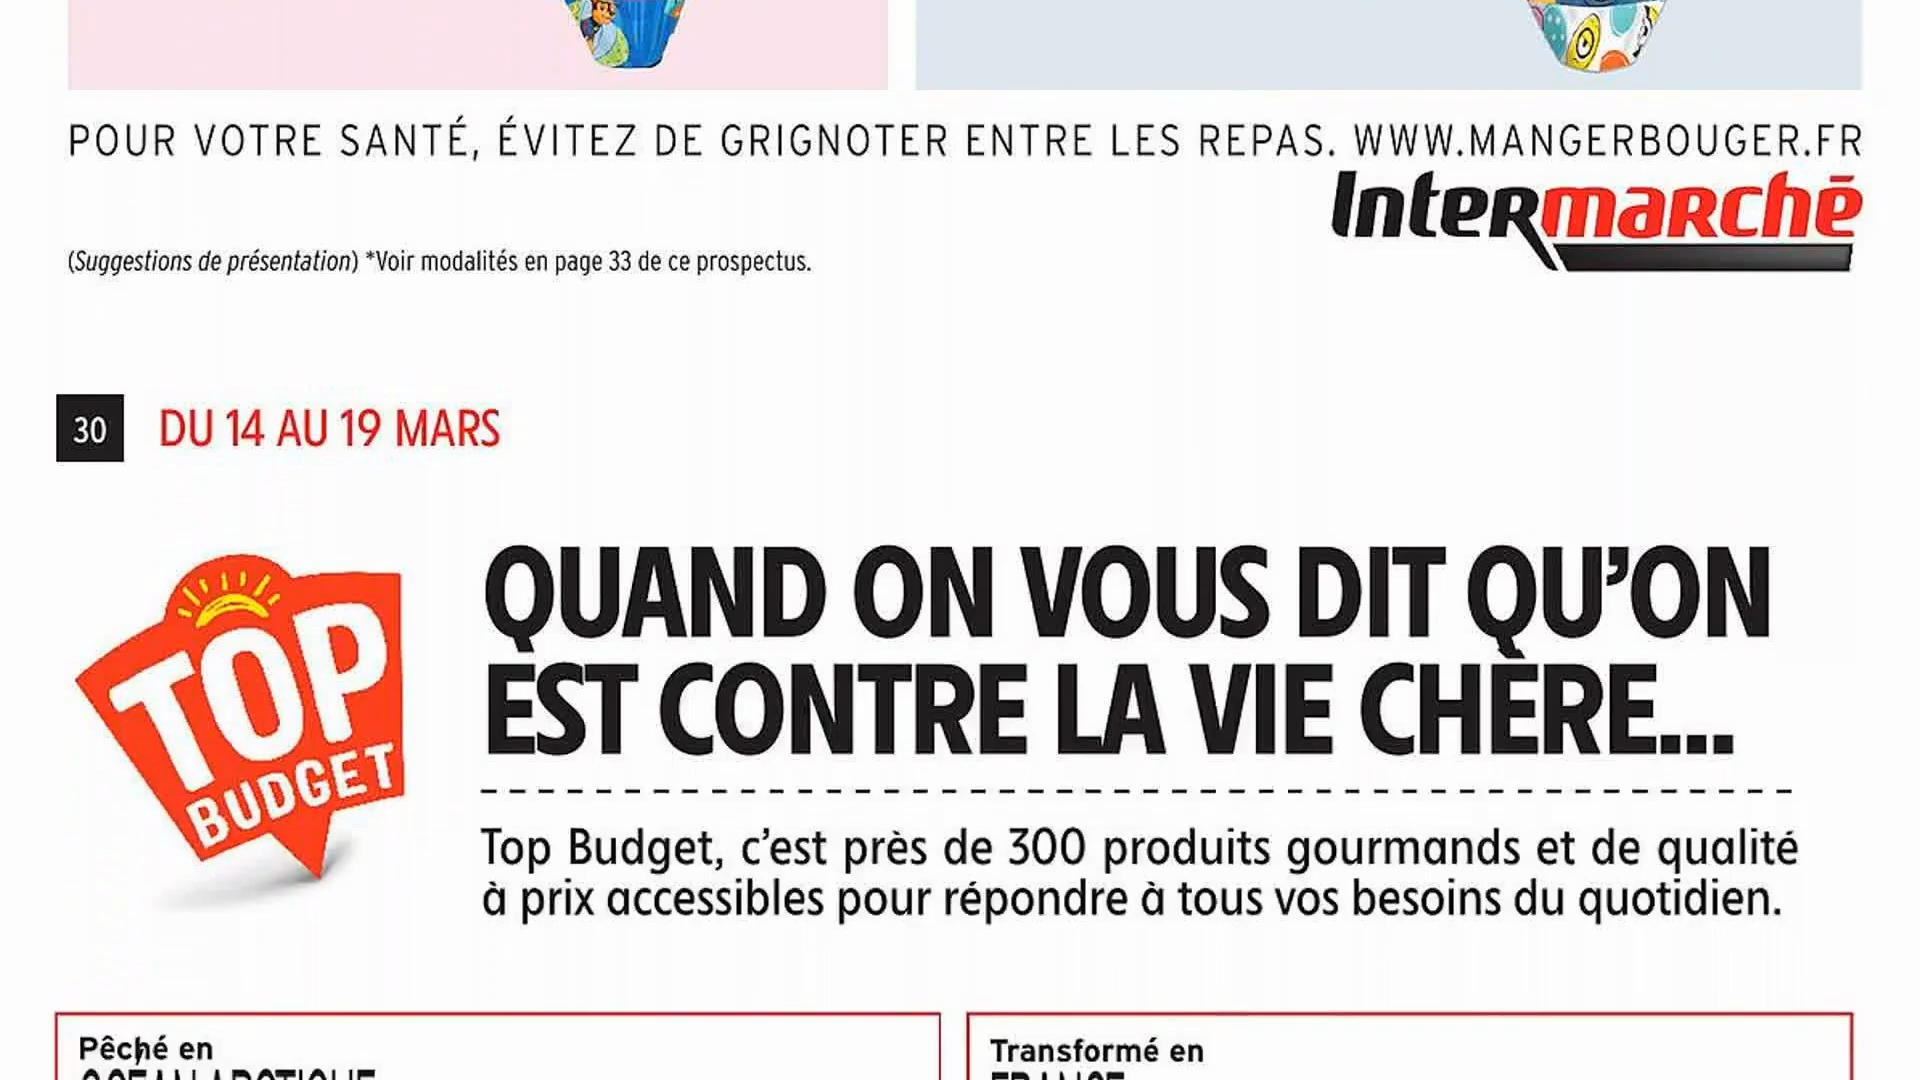 POUR VOTRE SANTÉ, ÉVITEZ DE GRIGNOTER ENTRE LES REPAS. WWW.MANGERBOUGER.FR
Intermarché
(Suggestions de présentation) *Voir modalités en page 33 de ce prospectus.
30 DU 14 AU 19 MARS
TOP
BUDGET
QUAND ON VOUS DIT QU’ON
EST CONTRE LA VIE CHÈRE...
Top Budget, c’est près de 300 produits gourmands et de qualité
à prix accessibles pour répondre à tous vos besoins du quotidien.
Pêché en
OCÉAN ARCTIQUE
Transformé en
FRANCE